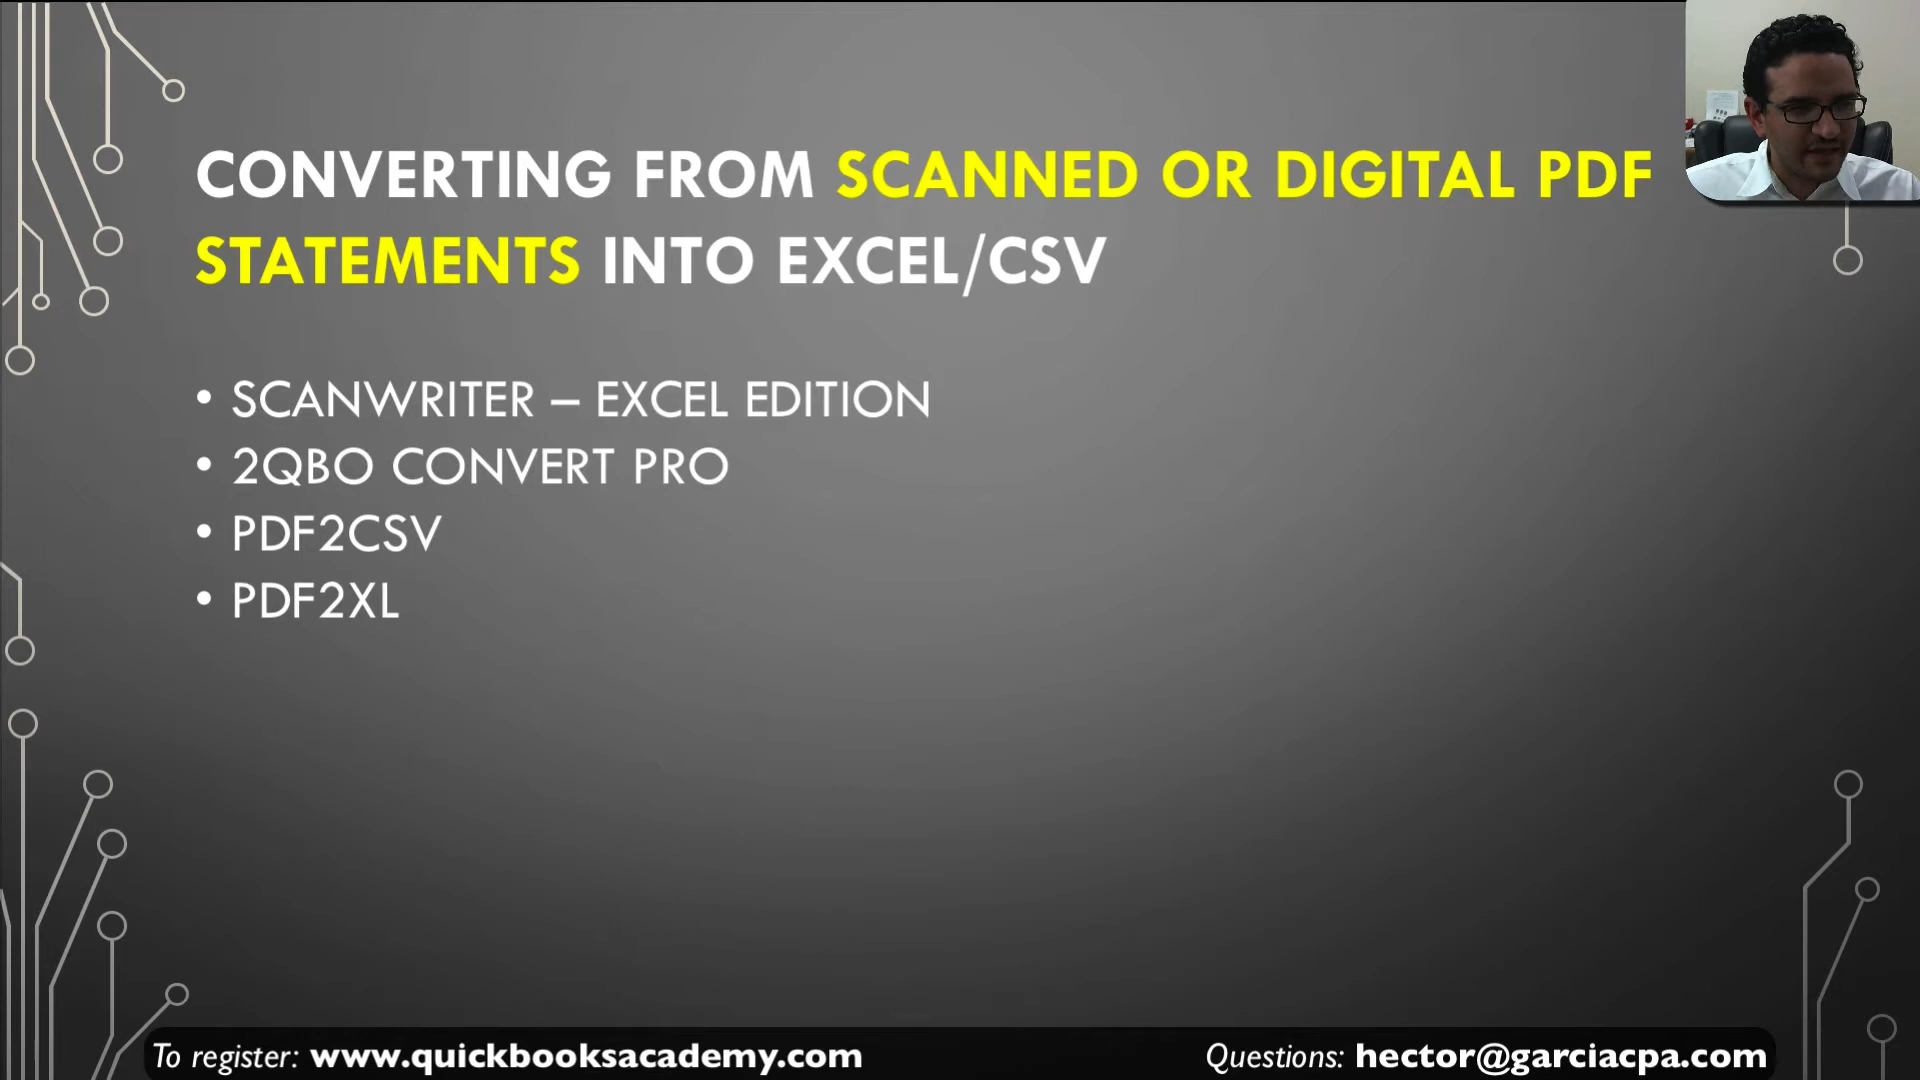 CONVERTING FROM SCANNED OR DIGITAL PDF
STATEMENTS INTO EXCEL/CSV
• SCANWRITER – EXCEL EDITION
• 2QBO CONVERT PRO
• PDF2CSV
• PDF2XL
To register: www.quickbooksacademy.com
Questions: hector@garciacpa.com